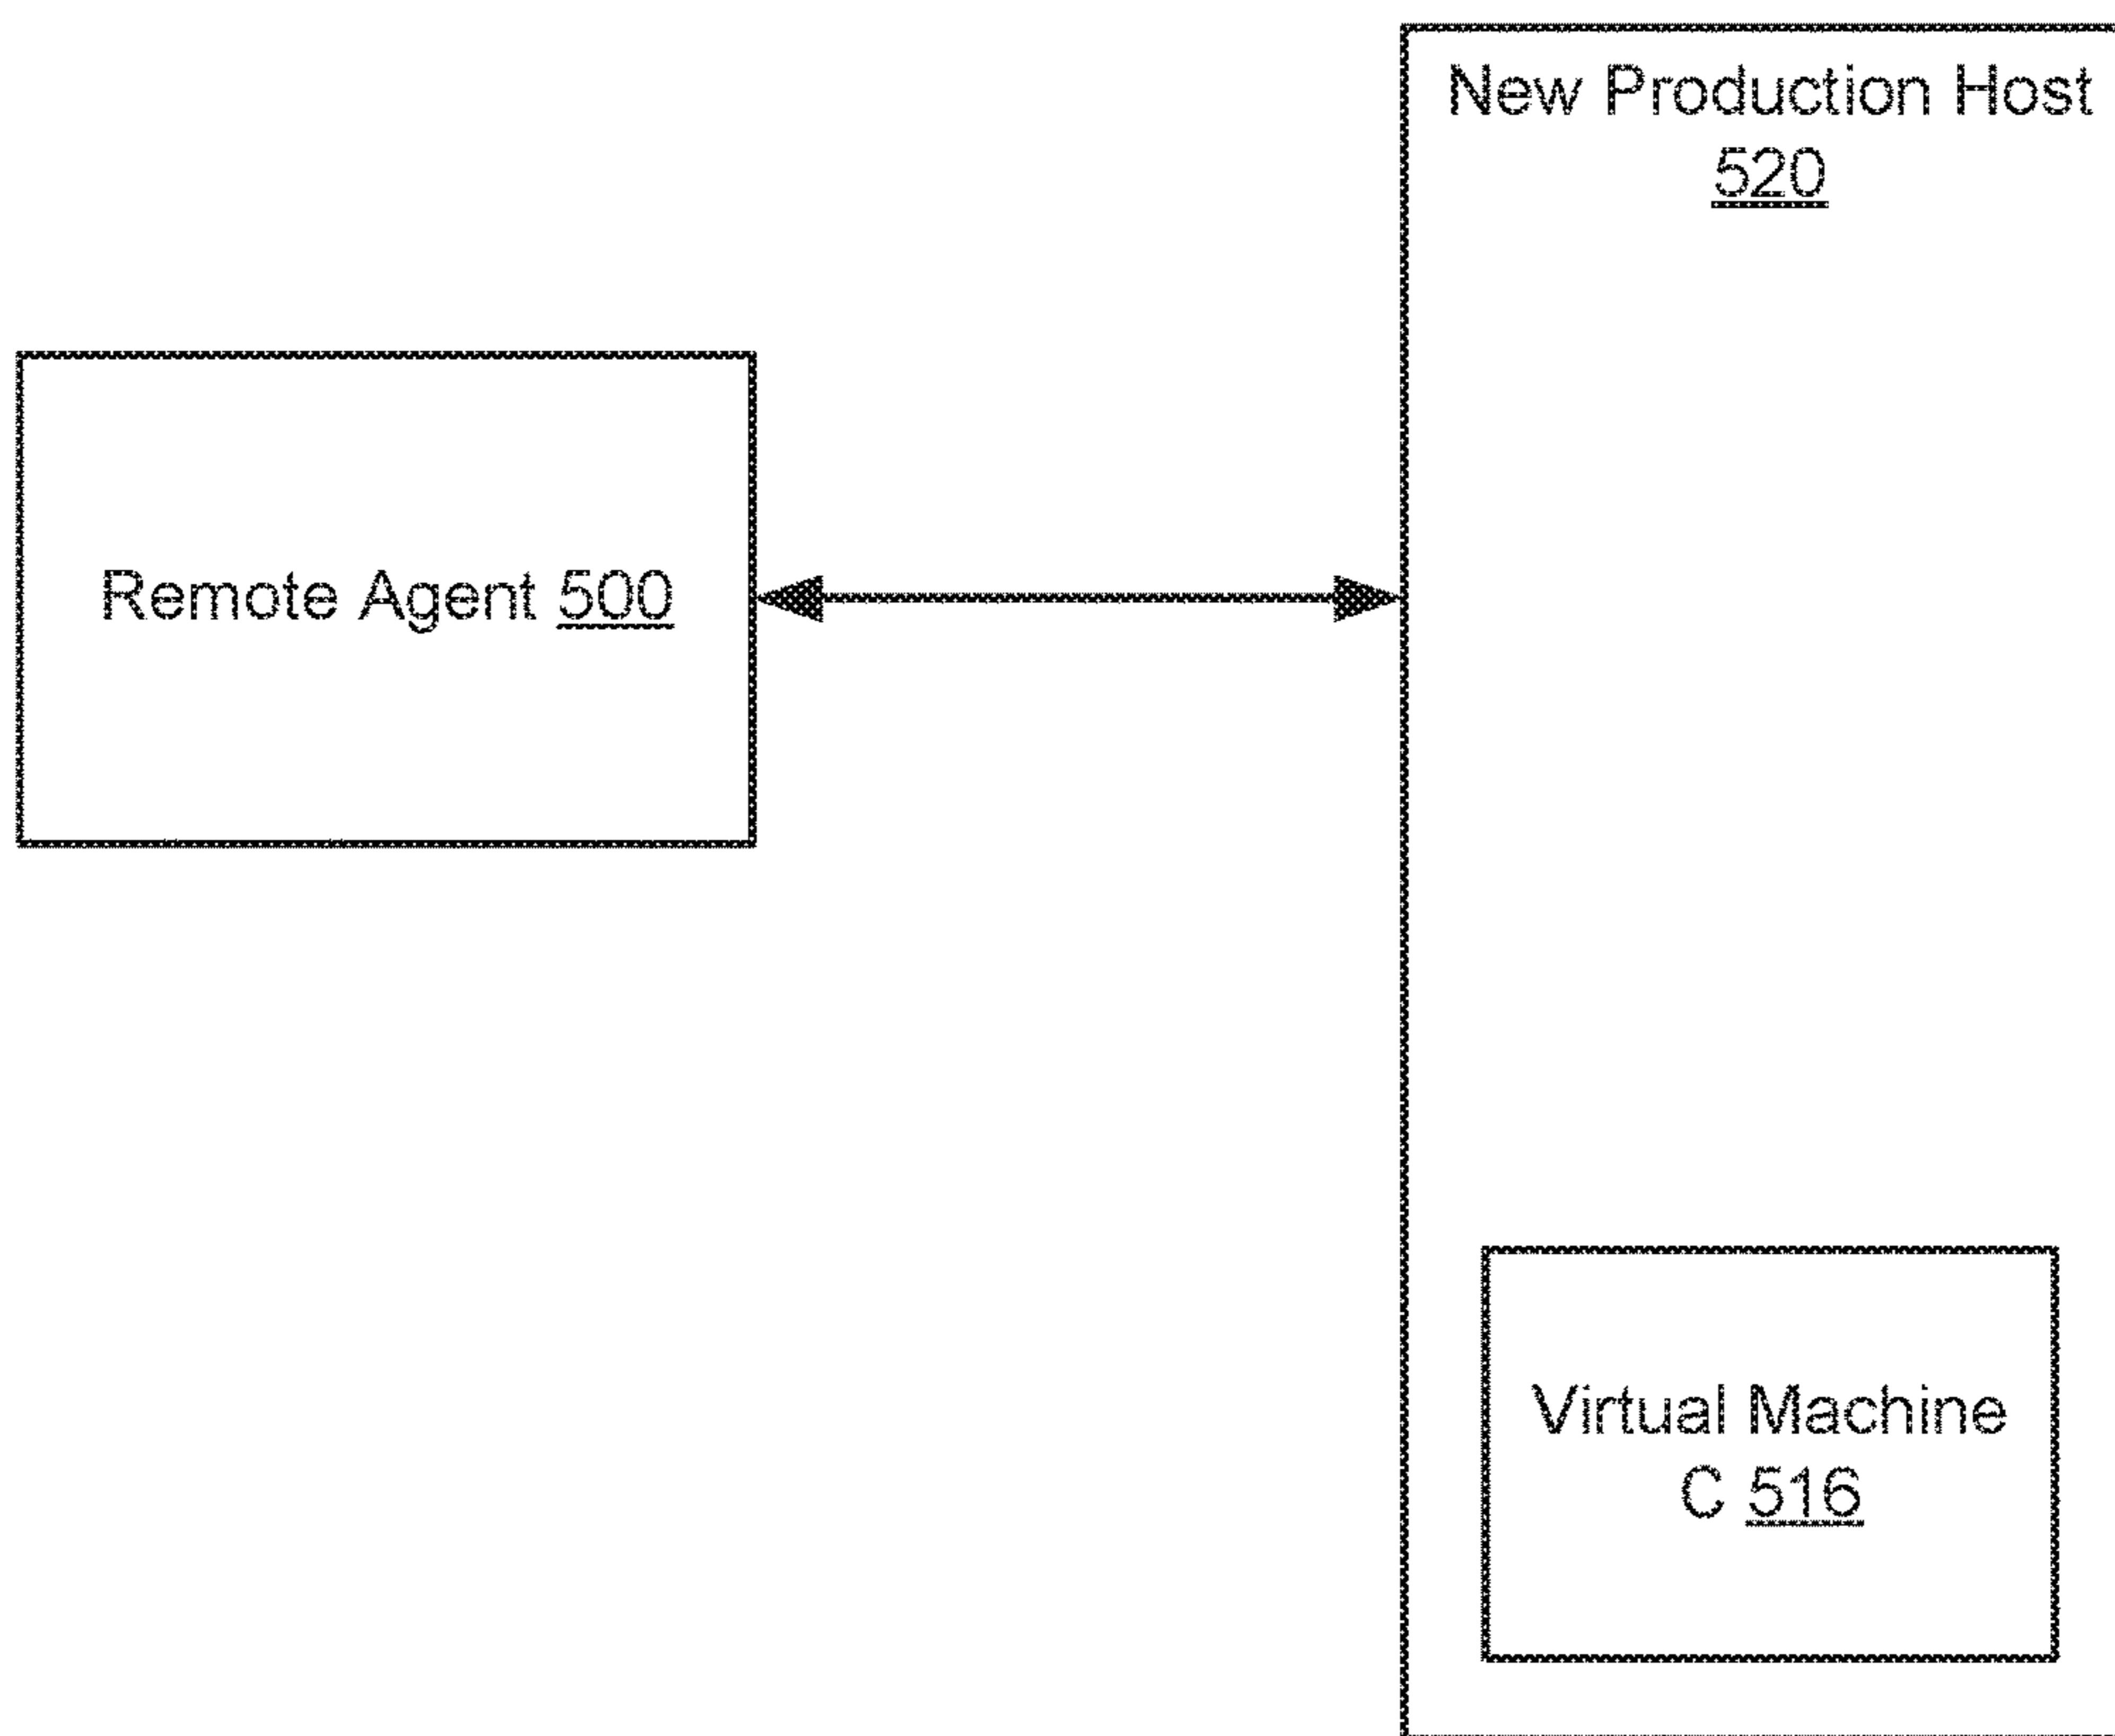 New Production Host
520
Remote Agent 500
Virtual Machine
C 516